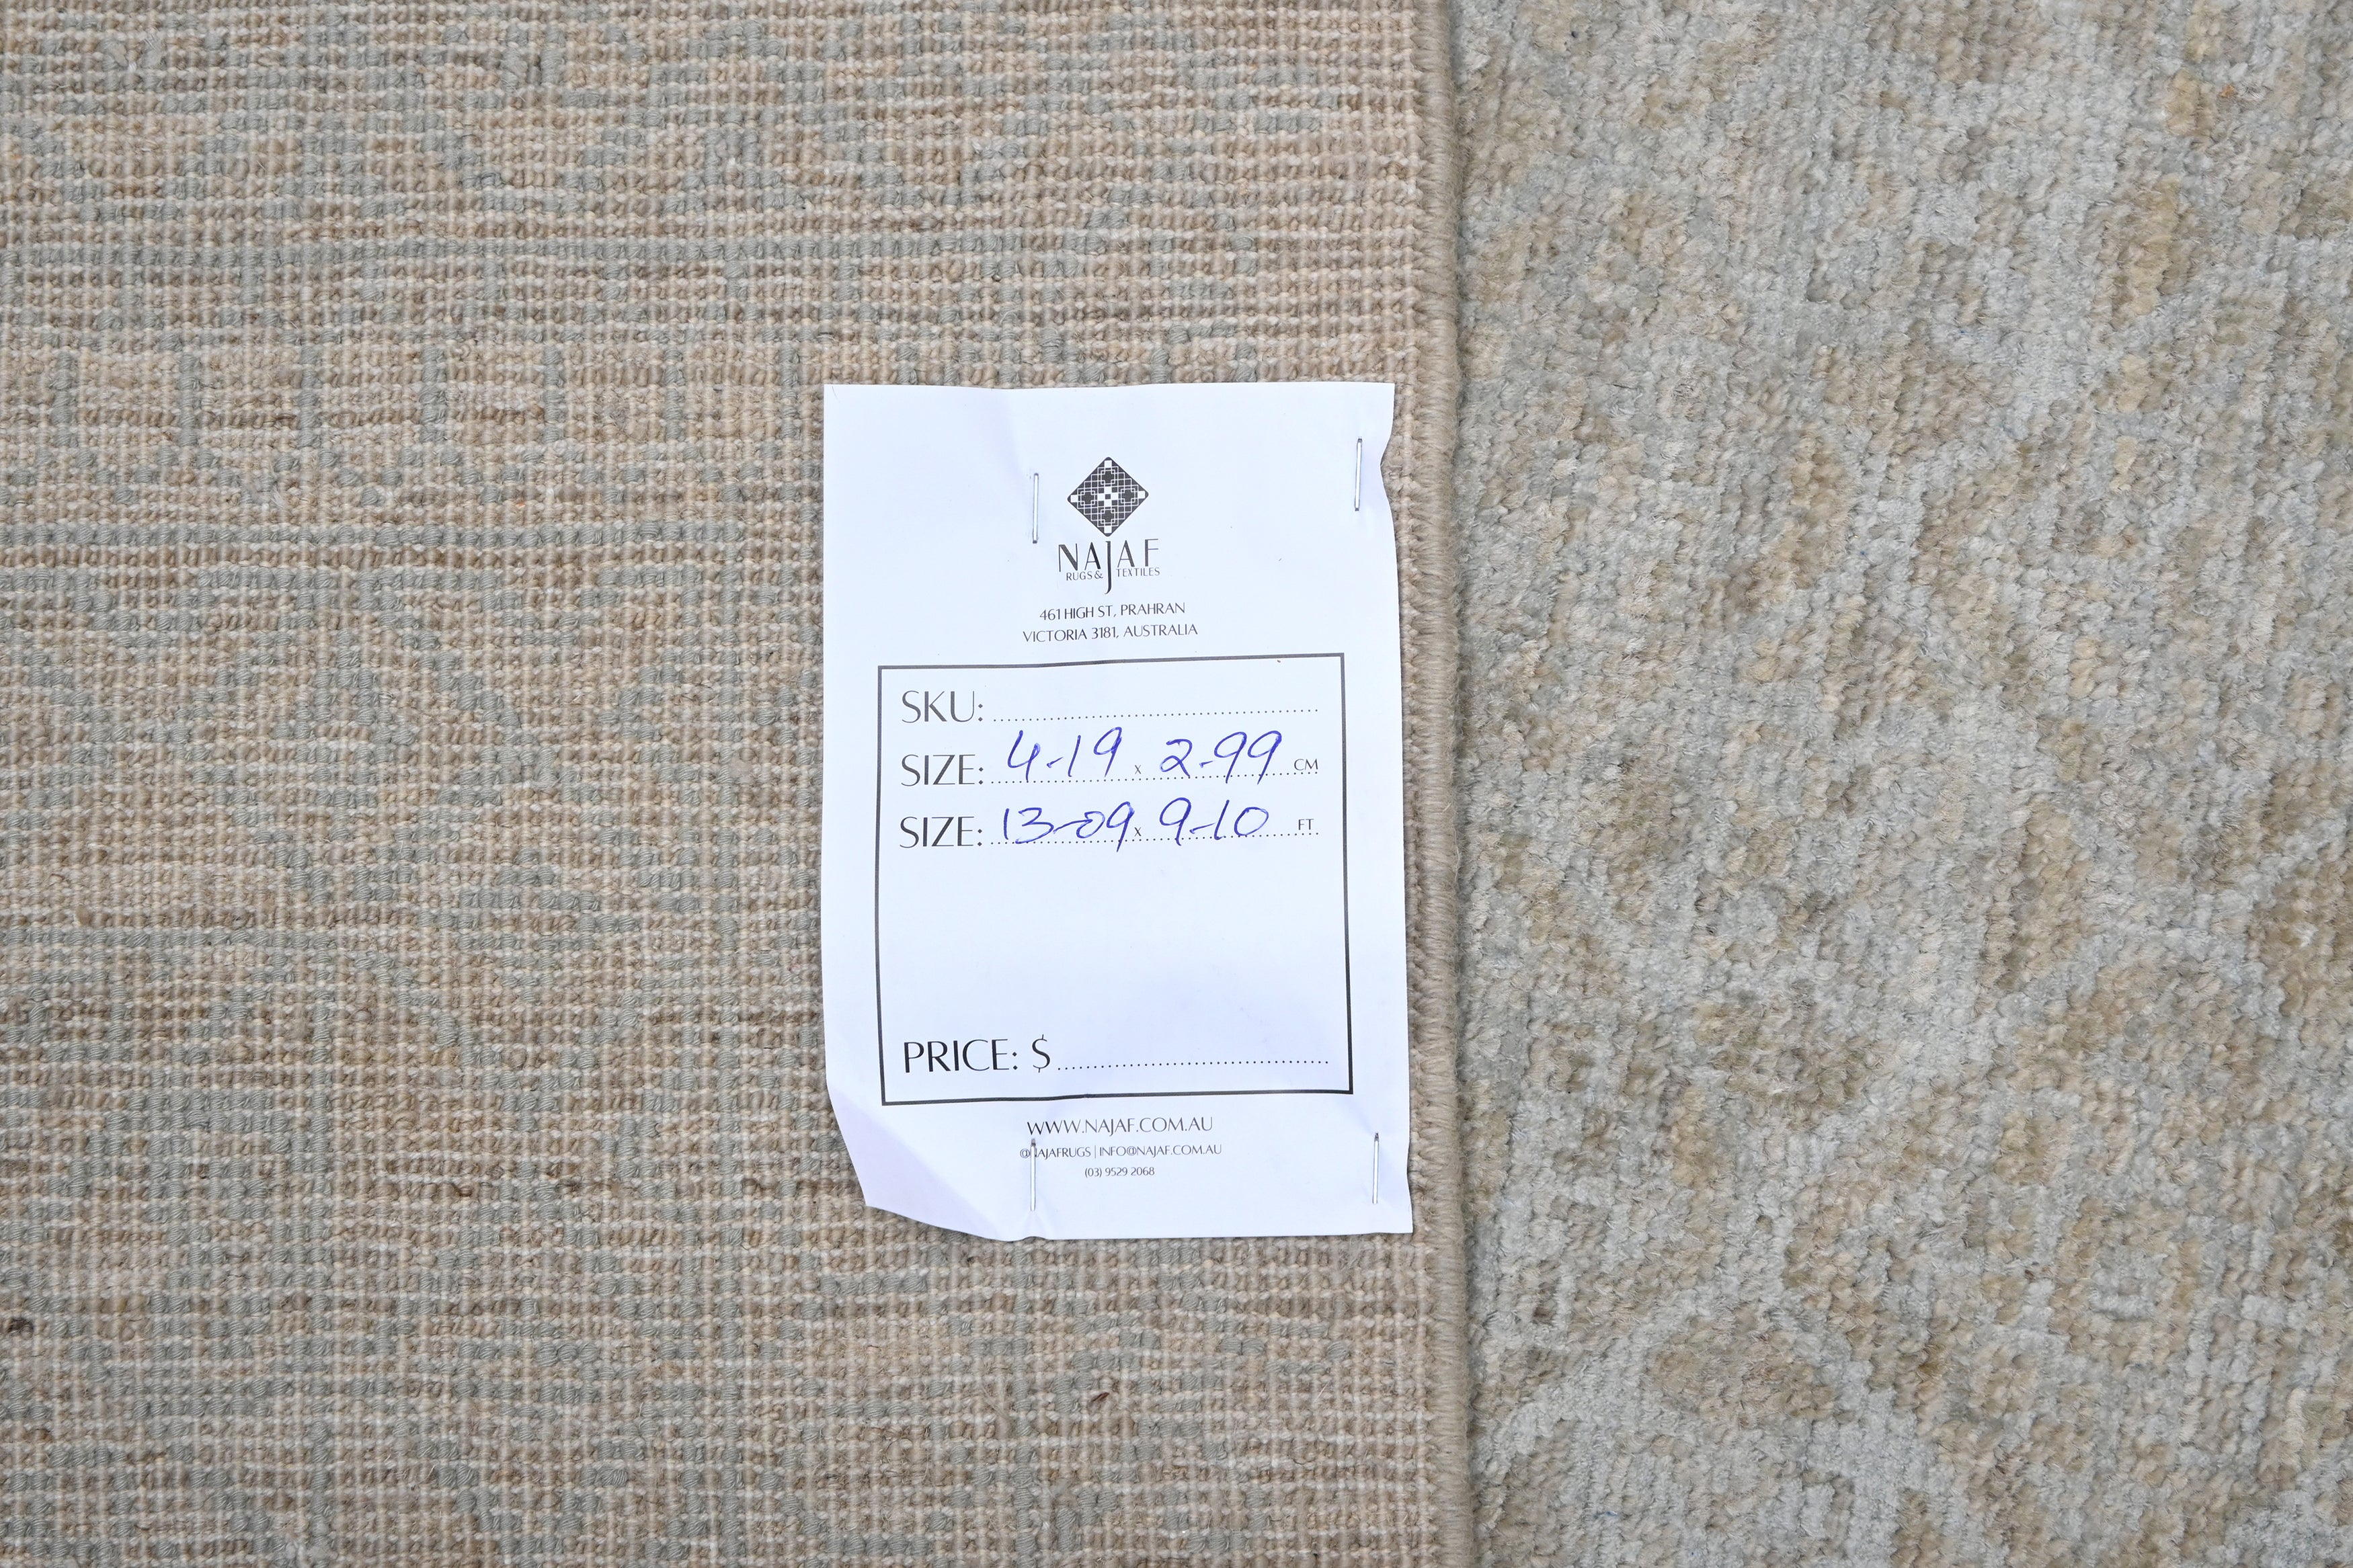 NAJAF
RUGS & TEXTILES
461 HIGH ST, PRAHRAN
VICTORIA 3181, AUSTRALIA
SKU:
SIZE: 4-19 x 2-99 CM
SIZE: 13-09 x 9-10 FT
PRICE: $
WWW.NAJAF.COM.AU
@NAJAFRUGS | INFO@NAJAF.COM.AU
(03) 9529 2068